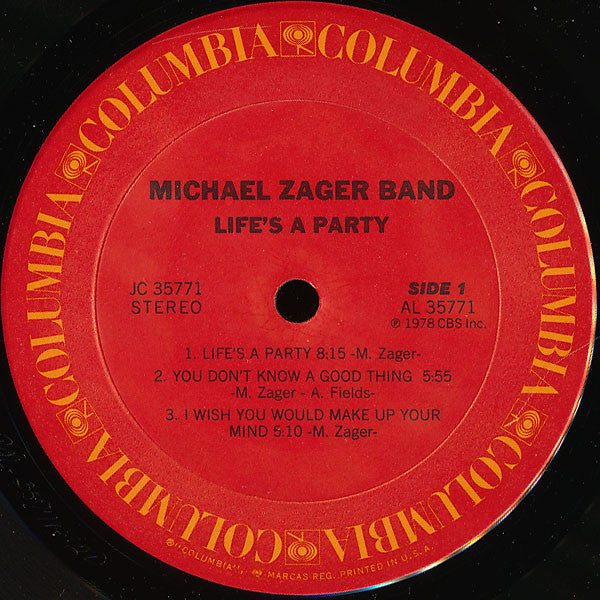 COLUMBIA COLUMBIA COLUMBIA COLUMBIA COLUMBIA COLUMBIA COLUMBIA
MICHAEL ZAGER BAND
LIFE'S A PARTY
JC 35771
STEREO
SIDE 1
AL 35771
℗ 1978 CBS Inc.
1. LIFE'S A PARTY 8:15 -M. Zager-
2. YOU DON'T KNOW A GOOD THING 5:55
-M. Zager - A. Fields-
3. I WISH YOU WOULD MAKE UP YOUR
MIND 5:10 -M. Zager-
"COLUMBIA", MARCAS REG. PRINTED IN U.S.A.